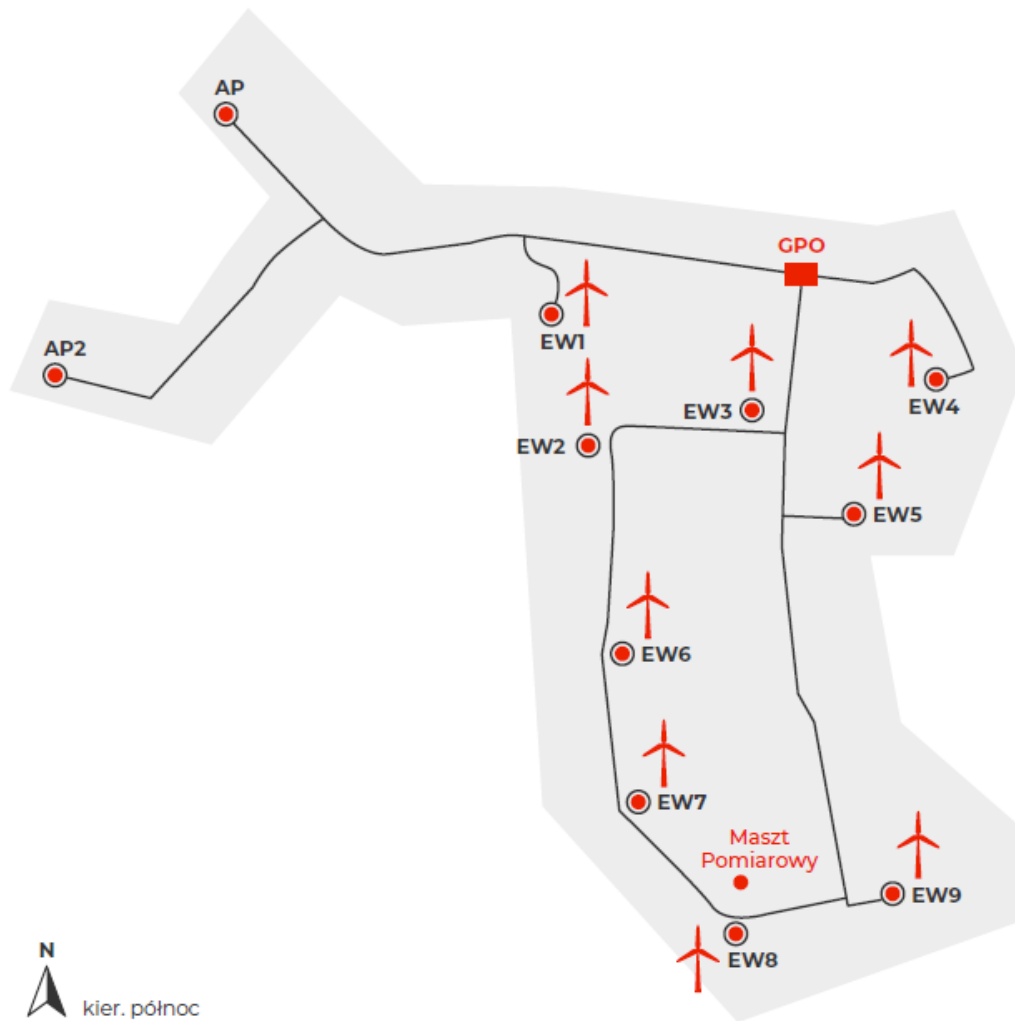 AP
GPO
AP2
EW1
EW3
EW4
EW2
EW5
EW6
EW7
Maszt
Pomiarowy
EW9
EW8
N
kier. północ